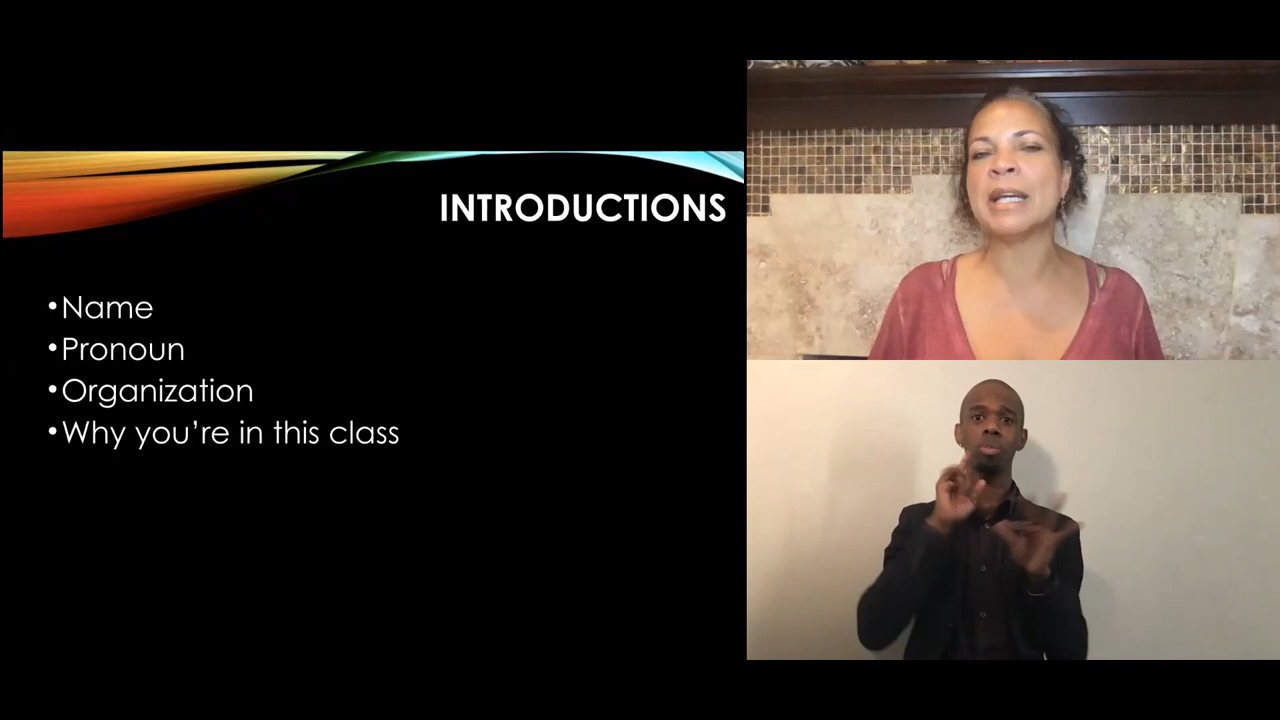 INTRODUCTIONS
•Name
•Pronoun
•Organization
•Why you’re in this class